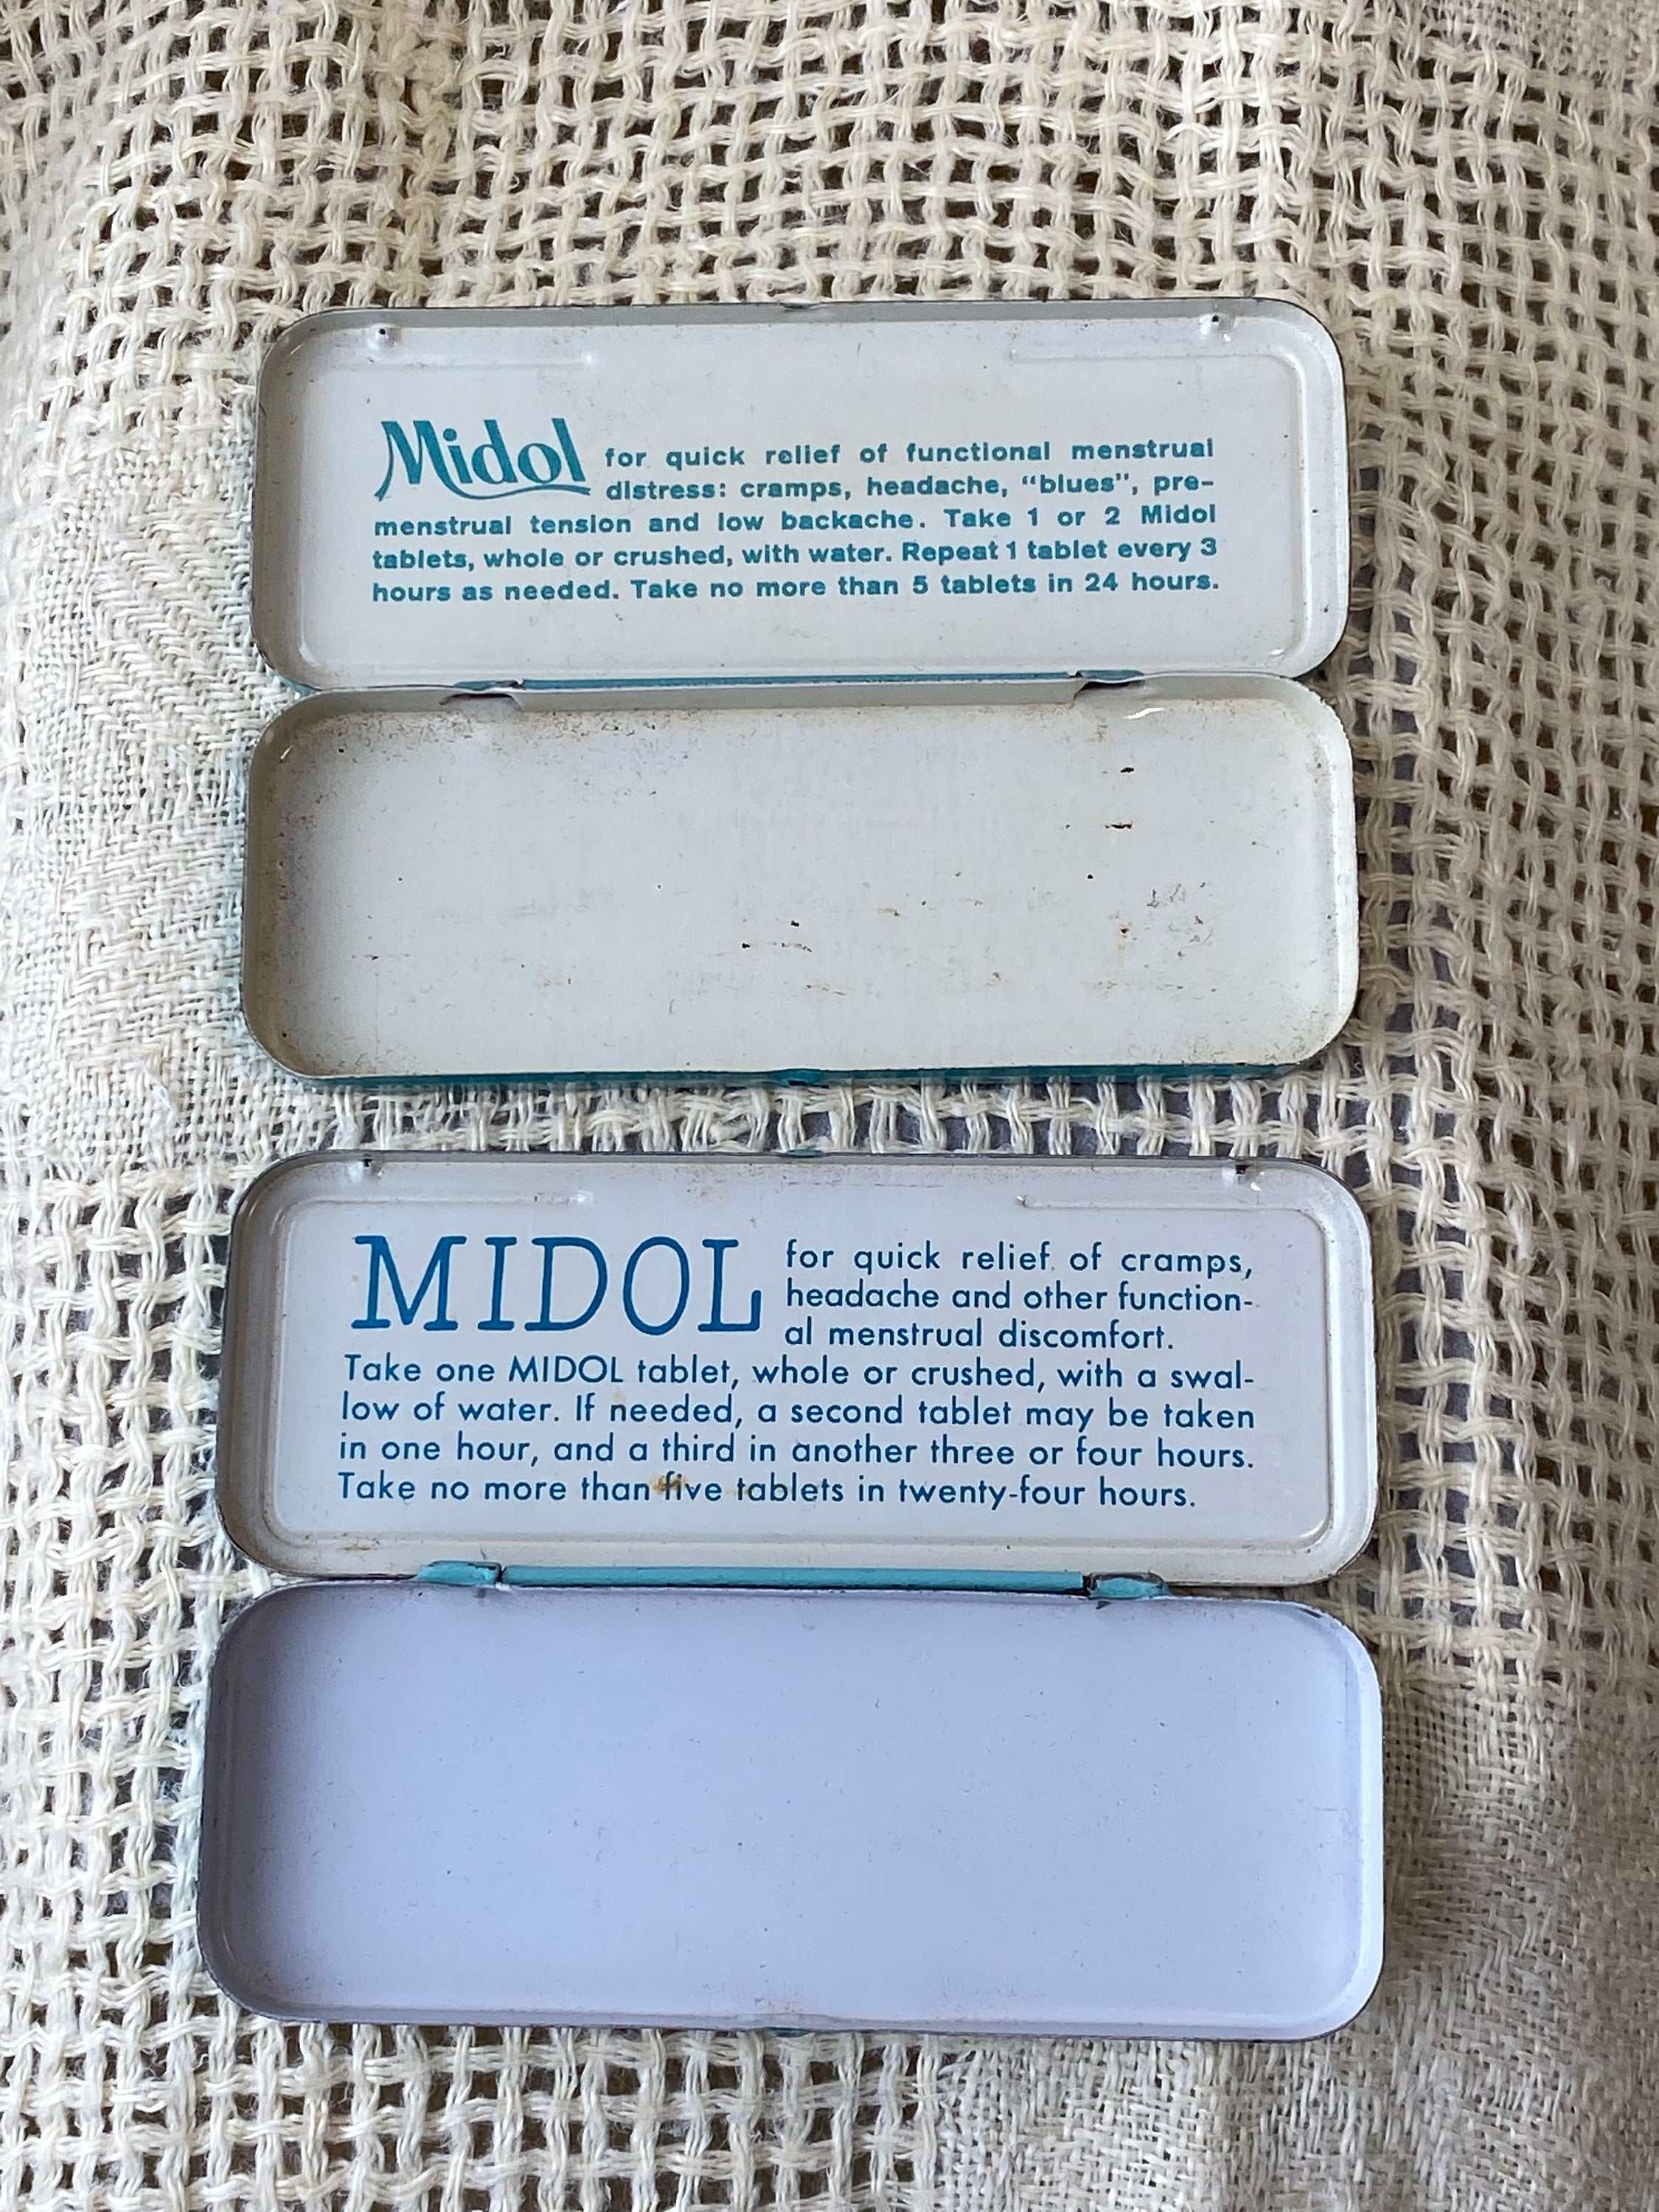 Midol for quick relief of functional menstrual
distress: cramps, headache, "blues", pre-
menstrual tension and low backache. Take 1 or 2 Midol
tablets, whole or crushed, with water. Repeat 1 tablet every 3
hours as needed. Take no more than 5 tablets in 24 hours.
MIDOL for quick relief of cramps,
headache and other function-
al menstrual discomfort.
Take one MIDOL tablet, whole or crushed, with a swal-
low of water. If needed, a second tablet may be taken
in one hour, and a third in another three or four hours.
Take no more than five tablets in twenty-four hours.